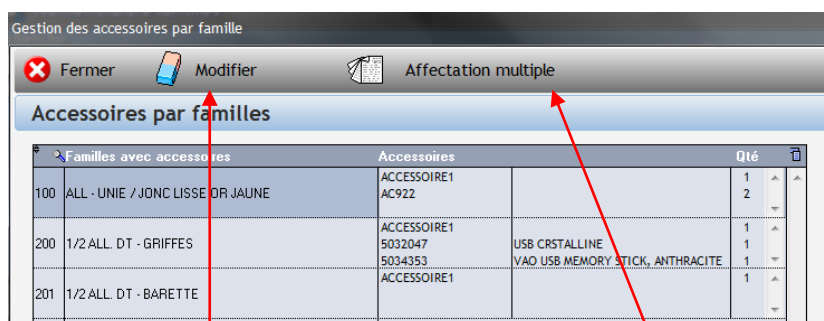 Gestion des accessoires par famille
Fermer Modifier Affectation multiple
Accessoires par familles
Familles avec accessoires Accessoires Qté
ACCESSOIRE1 1
100 ALL - UNIE / JONC LISSE OR JAUNE AC922 2
ACCESSOIRE1 1
200 1/2 ALL. DT - GRIFFES 5032047 USB CRSTALLINE 1
5034353 VAO USB MEMORY STICK, ANTHRACITE 1
ACCESSOIRE1 1
201 1/2 ALL. DT - BARETTE